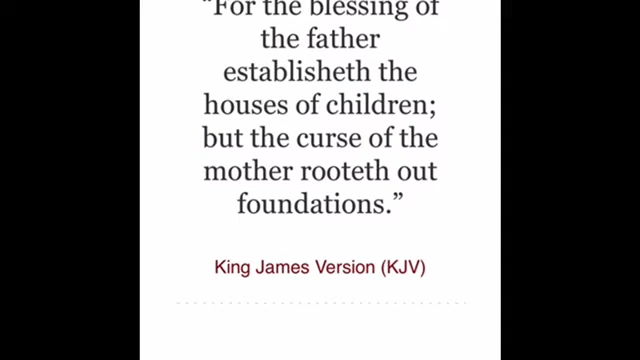 “For the blessing of
the father
establisheth the
houses of children;
but the curse of the
mother rooteth out
foundations.”
King James Version (KJV)